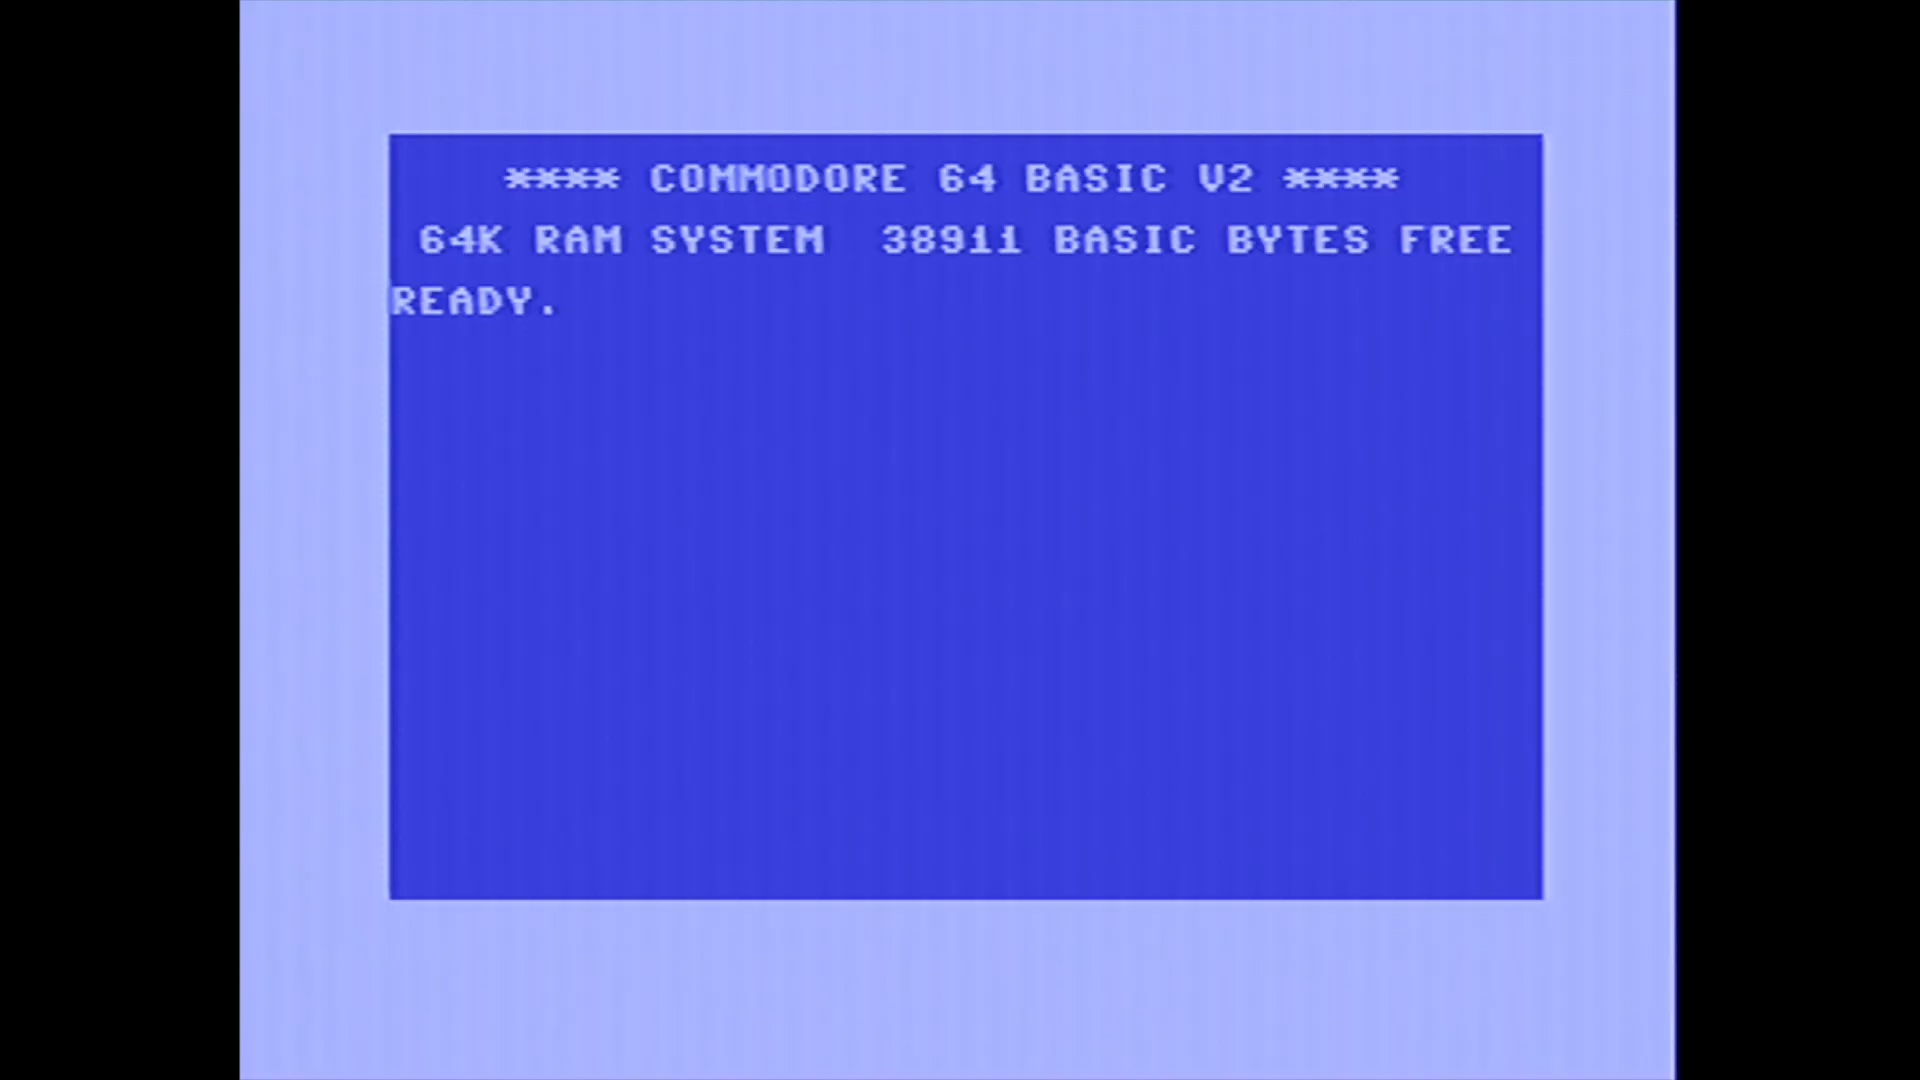 **** COMMODORE 64 BASIC V2 ****
64K RAM SYSTEM  38911 BASIC BYTES FREE
READY.